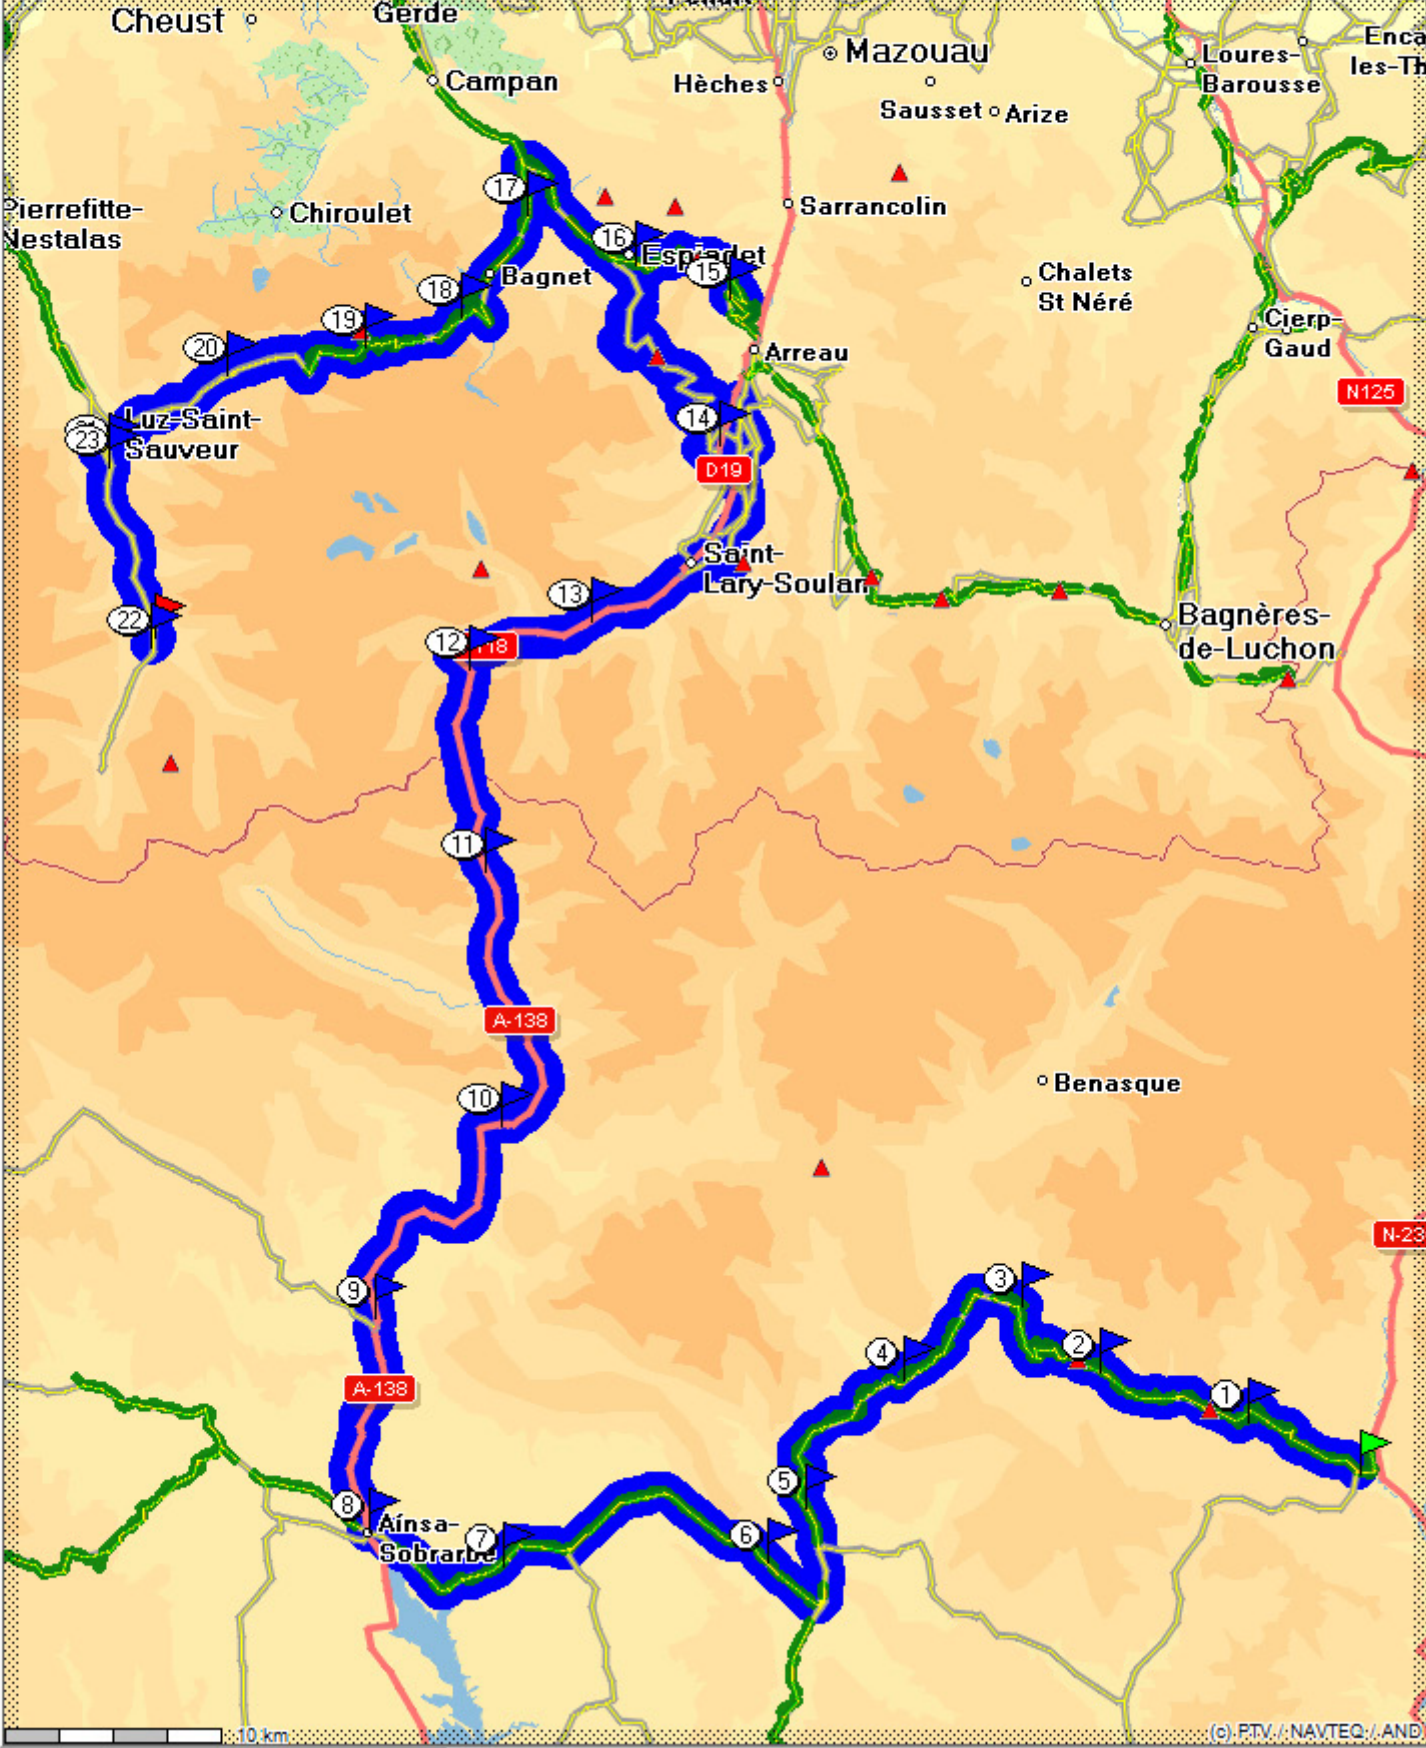 Cheust
Gerde
Campan
Mazouau
Hèches
Sausset
Arize
Loures-
Barousse
Enca
les-Th
Pierrefitte-
Nestalas
Chiroulet
17
Sarrancolin
16
Espiadet
15
Bagnet
18
Chalets
St Néré
19
20
Arreau
Cierp-
Gaud
N125
Luz-Saint-
Sauveur
23
14
D19
Saint-
Lary-Soulan
13
22
12
Bagnères-
de-Luchon
11
A-138
10
Benasque
N-23
9
3
2
4
1
A-138
5
8
Aínsa-
Sobrarbe
7
6
10 km
(c) PTV / NAVTEQ / AND